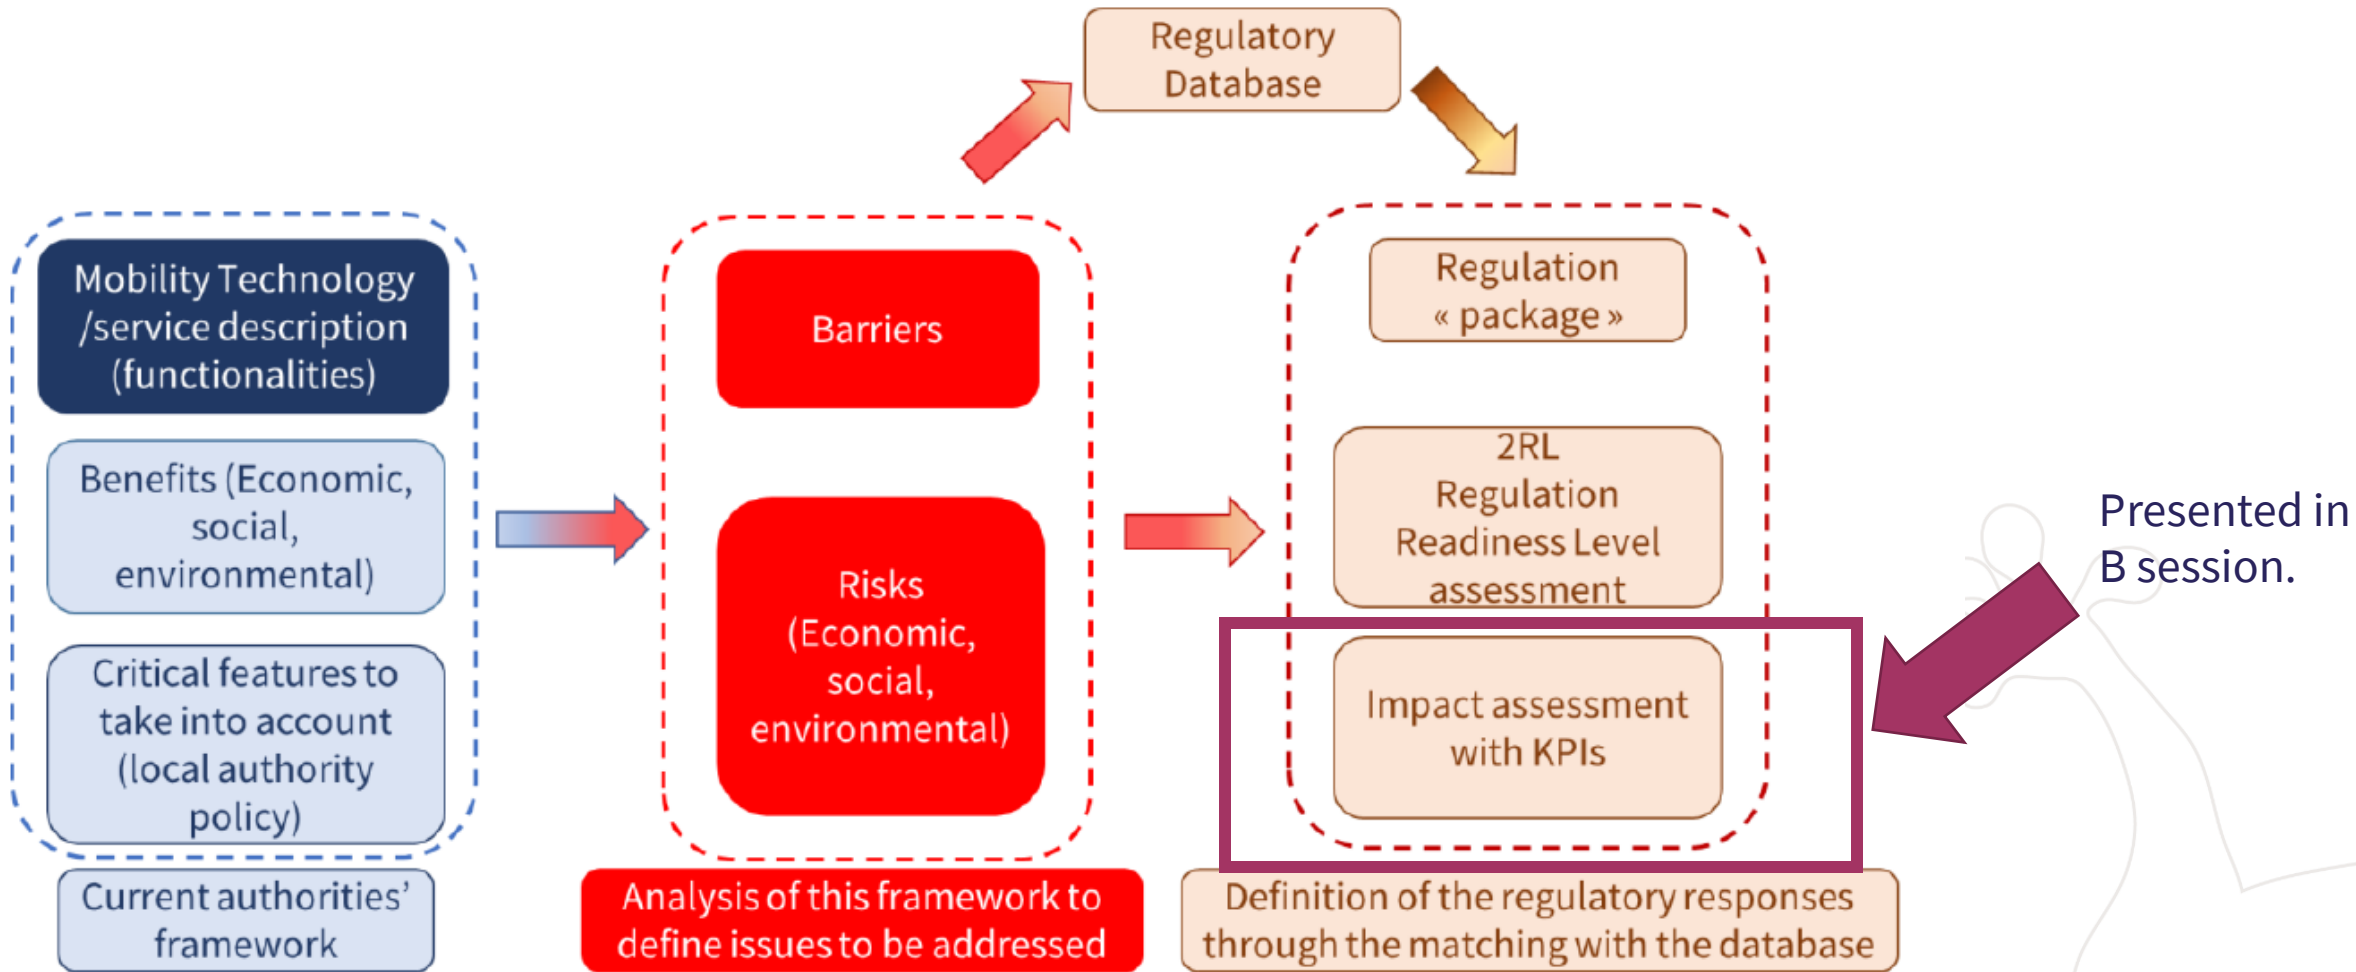 Regulatory
Database
Mobility Technology
/service description
(functionalities)
Benefits (Economic,
social,
environmental)
Critical features to
take into account
(local authority
policy)
Current authorities’
framework
Barriers
Risks
(Economic,
social,
environmental)
Analysis of this framework to
define issues to be addressed
Regulation
« package »
2RL
Regulation
Readiness Level
assessment
Impact assessment
with KPIs
Definition of the regulatory responses
through the matching with the database
Presented in
B session.